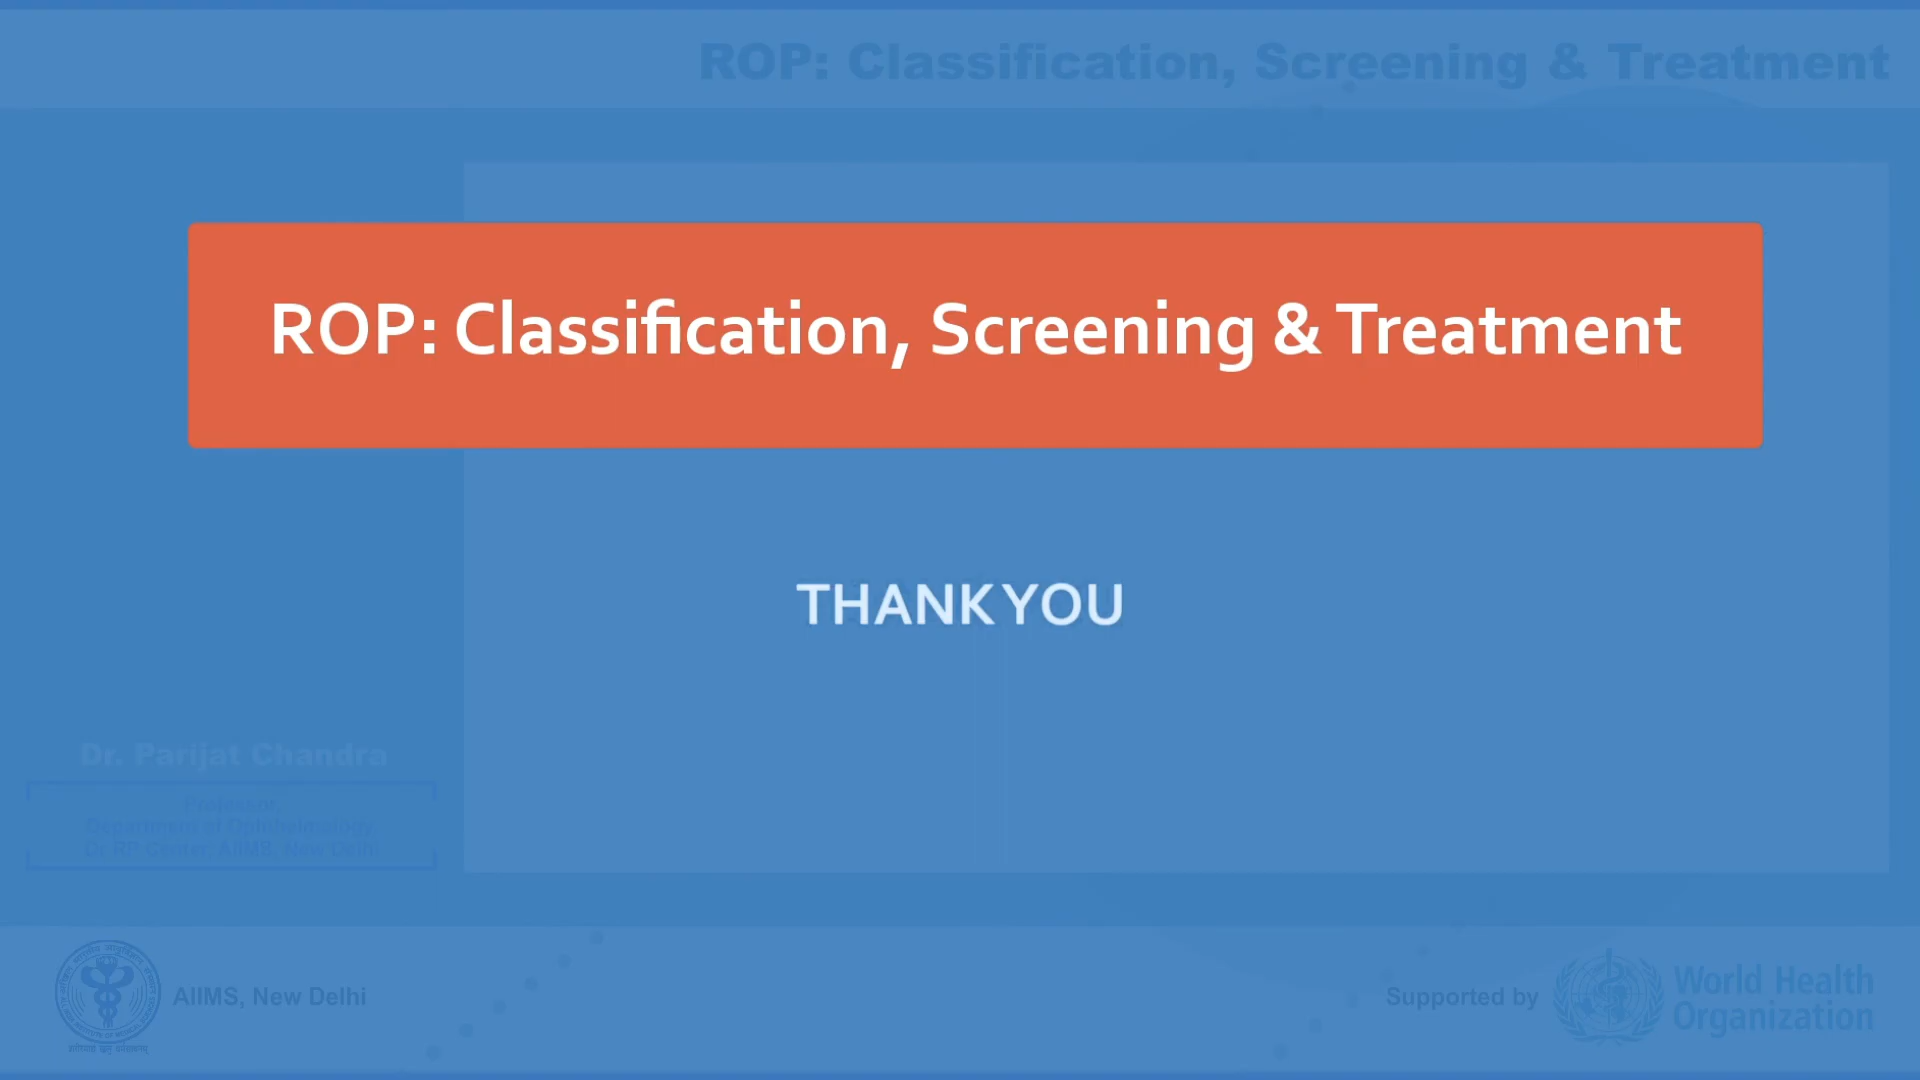 ROP: Classification, Screening & Treatment
ROP: Classification, Screening & Treatment
THANK YOU
Dr. Parijat Chandra
Professor,
Department of Ophthalmology
Dr RP Center, AIIMS, New Delhi
AIIMS, New Delhi
Supported by
World Health
Organization